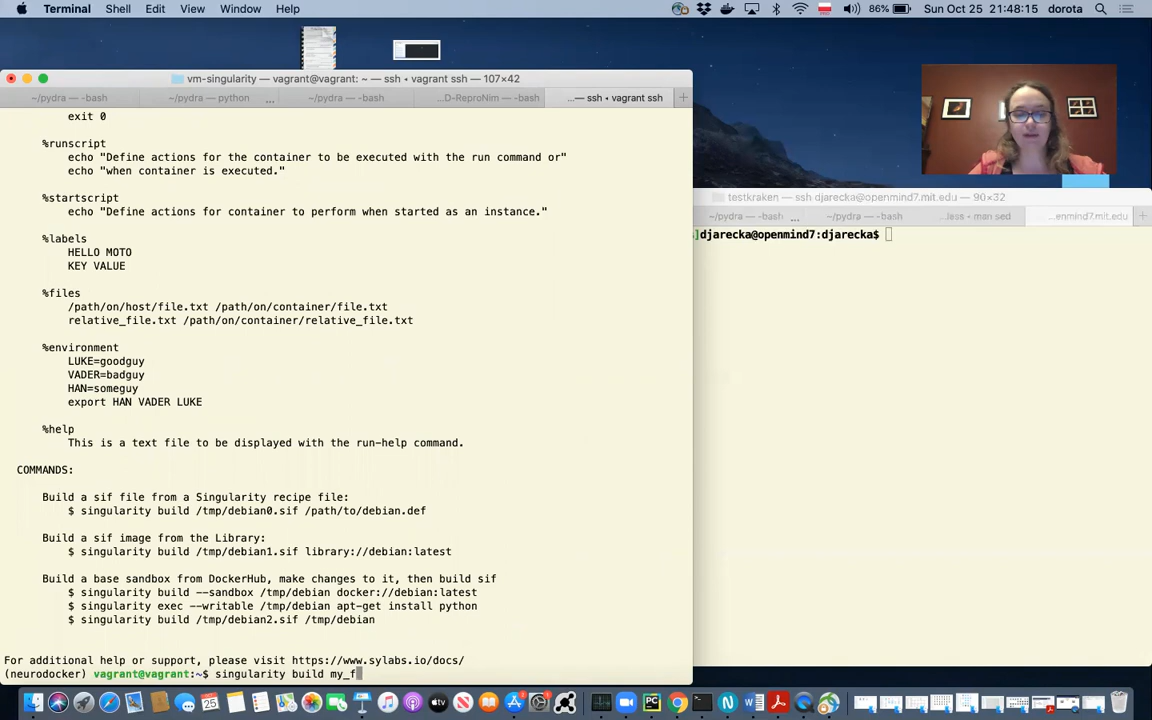 Terminal Shell Edit View Window Help 86% Sun Oct 25 21:48:15 dorota
vm-singularity — vagrant@vagrant: ~ — ssh ‹ vagrant ssh — 107×42
~/pydra — -bash ~/pydra — python ... ~/pydra — -bash ...D-ReproNim — -bash ...— ssh ‹ vagrant ssh +
exit 0
%runscript
echo "Define actions for the container to be executed with the run command or"
echo "when container is executed."
%startscript
echo "Define actions for container to perform when started as an instance."
%labels
HELLO MOTO
KEY VALUE
%files
/path/on/host/file.txt /path/on/container/file.txt
relative_file.txt /path/on/container/relative_file.txt
%environment
LUKE=goodguy
VADER=badguy
HAN=someguy
export HAN VADER LUKE
%help
This is a text file to be displayed with the run-help command.
COMMANDS:
Build a sif file from a Singularity recipe file:
$ singularity build /tmp/debian0.sif /path/to/debian.def
Build a sif image from the Library:
$ singularity build /tmp/debian1.sif library://debian:latest
Build a base sandbox from DockerHub, make changes to it, then build sif
$ singularity build --sandbox /tmp/debian docker://debian:latest
$ singularity exec --writable /tmp/debian apt-get install python
$ singularity build /tmp/debian2.sif /tmp/debian
For additional help or support, please visit https://www.sylabs.io/docs/
(neurodocker) vagrant@vagrant:~$ singularity build my_f
testkraken — ssh djarecka@openmind7.mit.edu — 90×32
~/pydra — -bash ... ~/pydra — -bash ...less ‹ man sed ...enmind7.mit.edu +
]djarecka@openmind7:djarecka$